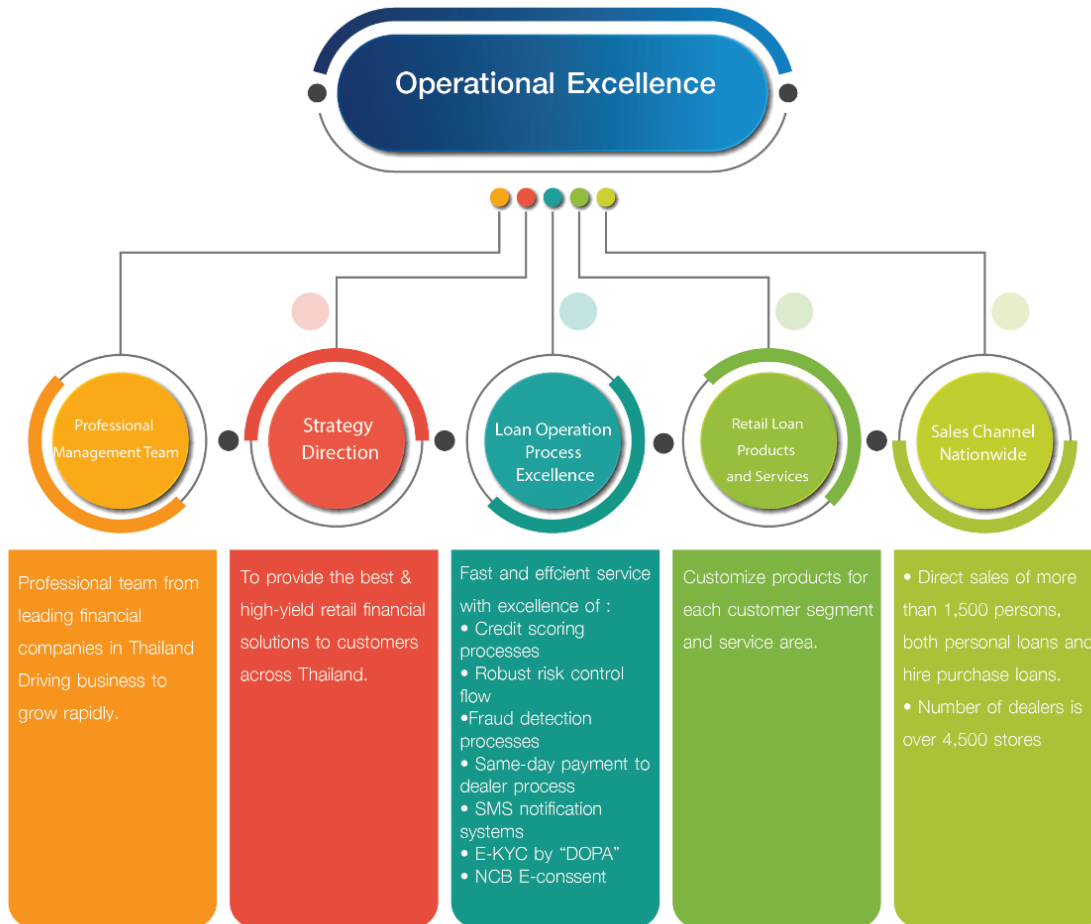 Operational Excellence
Professional
Management Team
Strategy
Direction
Loan Operation
Process
Excellence
Retail Loan
Products
and Services
Sales Channel
Nationwide
Professional team from
leading financial
companies in Thailand
Driving business to
grow rapidly.
To provide the best &
high-yield retail financial
solutions to customers
across Thailand.
Fast and effcient service
with excellence of :
• Credit scoring
processes
• Robust risk control
flow
•Fraud detection
processes
• Same-day payment to
dealer process
• SMS notification
systems
• E-KYC by “DOPA”
• NCB E-conssent
Customize products for
each customer segment
and service area.
• Direct sales of more
than 1,500 persons,
both personal loans and
hire purchase loans.
• Number of dealers is
over 4,500 stores